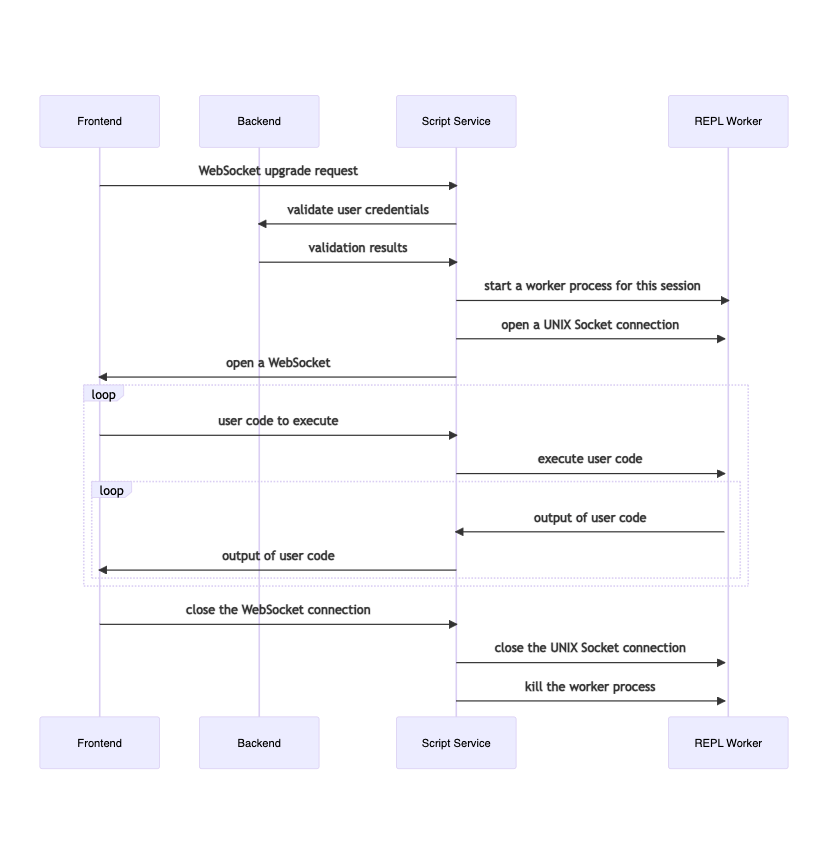 Frontend
Backend
Script Service
REPL Worker
WebSocket upgrade request
validate user credentials
validation results
start a worker process for this session
open a UNIX Socket connection
open a WebSocket
loop
user code to execute
execute user code
loop
output of user code
output of user code
close the WebSocket connection
close the UNIX Socket connection
kill the worker process
Frontend
Backend
Script Service
REPL Worker